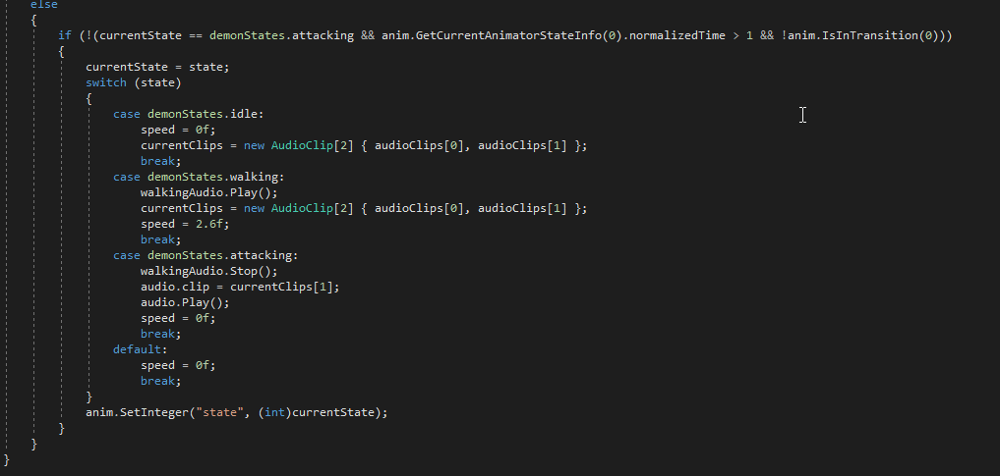 else
{
if (!(currentState == demonStates.attacking && anim.GetCurrentAnimatorStateInfo(0).normalizedTime > 1 && !anim.IsInTransition(0)))
{
currentState = state;
switch (state)
{
case demonStates.idle:
speed = 0f;
currentClips = new AudioClip[2] { audioClips[0], audioClips[1] };
break;
case demonStates.walking:
walkingAudio.Play();
currentClips = new AudioClip[2] { audioClips[0], audioClips[1] };
speed = 2.6f;
break;
case demonStates.attacking:
walkingAudio.Stop();
audio.clip = currentClips[1];
audio.Play();
speed = 0f;
break;
default:
speed = 0f;
break;
}
anim.SetInteger("state", (int)currentState);
}
}
}